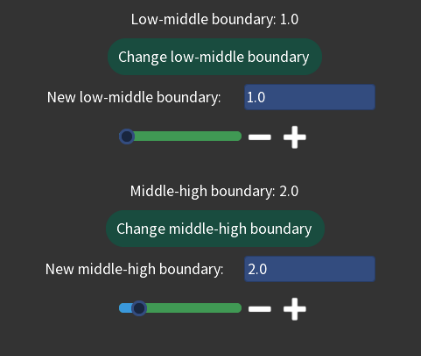 Low-middle boundary: 1.0
Change low-middle boundary
New low-middle boundary: 1.0
Middle-high boundary: 2.0
Change middle-high boundary
New middle-high boundary: 2.0